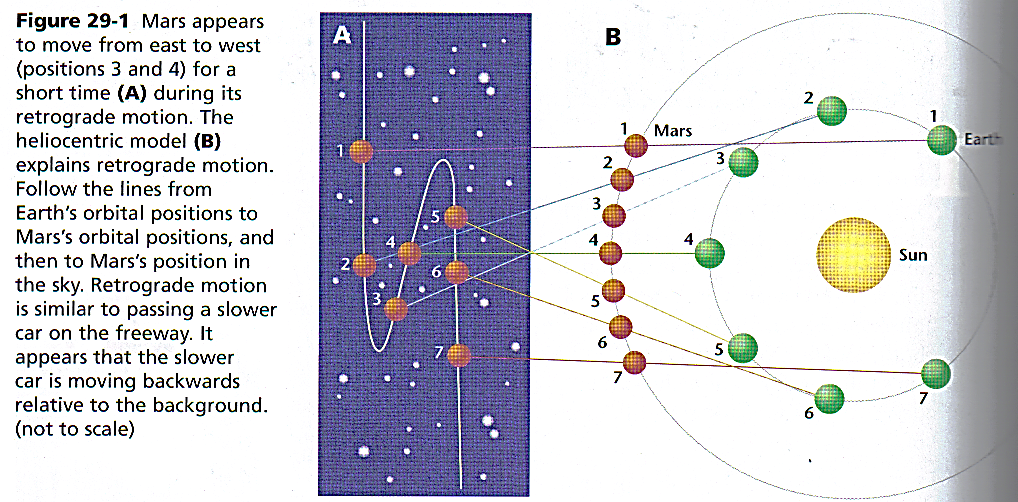 Figure 29-1 Mars appears
to move from east to west
(positions 3 and 4) for a
short time (A) during its
retrograde motion. The
heliocentric model (B)
explains retrograde motion.
Follow the lines from
Earth's orbital positions to
Mars's orbital positions, and
then to Mars's position in
the sky. Retrograde motion
is similar to passing a slower
car on the freeway. It
appears that the slower
car is moving backwards
relative to the background.
(not to scale)
A
1
2
3
4
5
6
7
B
1 Mars
2
3
4
5
6
7
1
Earth
2
3
4
5
6
7
Sun